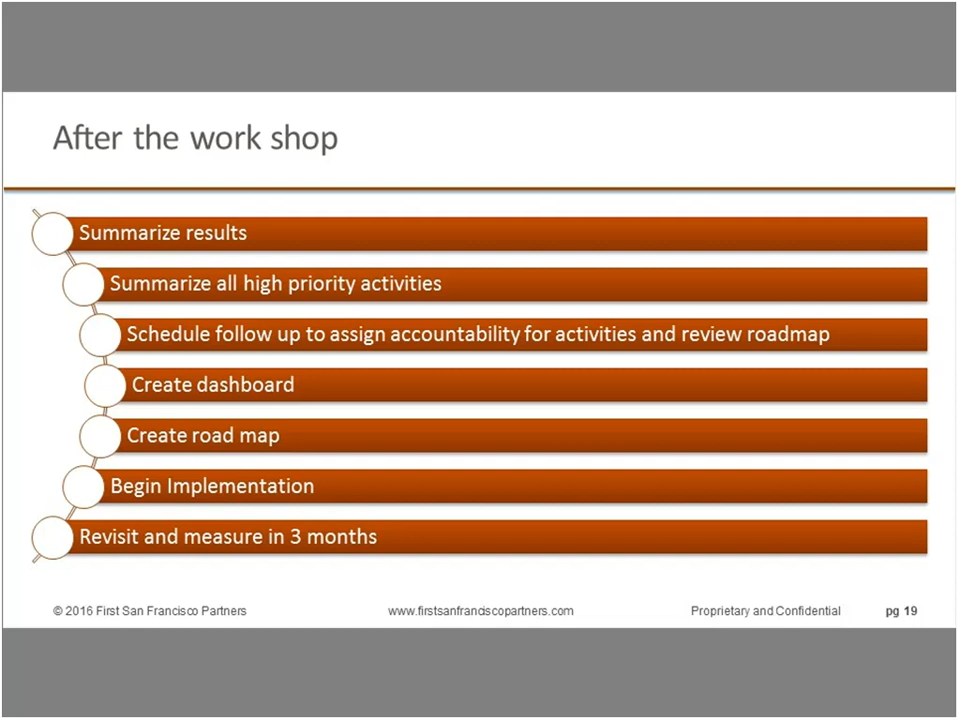 After the work shop
Summarize results
Summarize all high priority activities
Schedule follow up to assign accountability for activities and review roadmap
Create dashboard
Create road map
Begin Implementation
Revisit and measure in 3 months
© 2016 First San Francisco Partners www.firstsanfranciscopartners.com Proprietary and Confidential pg 19